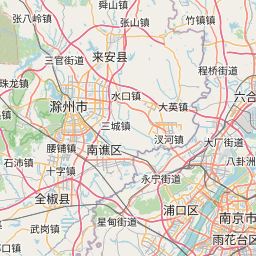 舜山镇
竹镇镇
张八岭镇
张山镇
来安县
三官街道
程桥街道
珠龙镇
水口镇
六合
滁州市
大英镇
三城镇
汊河镇
大厂街道
腰铺镇
南谯区
八卦洲
石沛镇
十字镇
永宁街道
全椒县
浦口区
南京市
星甸街道
武岗镇
雨花台区
镇